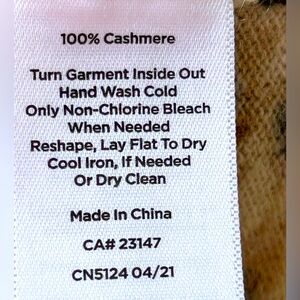 100% Cashmere
Turn Garment Inside Out
Hand Wash Cold
Only Non-Chlorine Bleach
When Needed
Reshape, Lay Flat To Dry
Cool Iron, If Needed
Or Dry Clean
Made In China
CA# 23147
CN5124 04/21